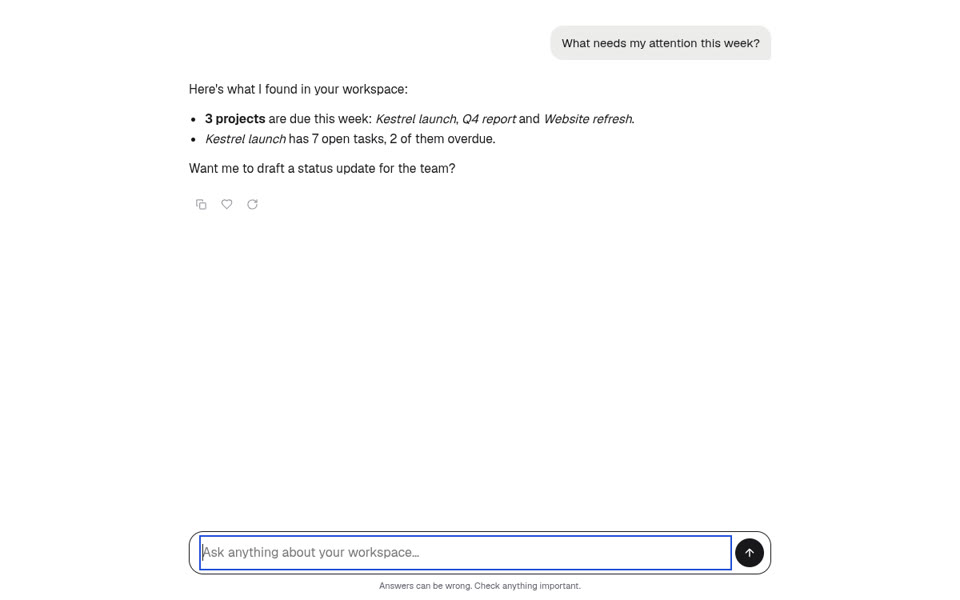 What needs my attention this week?
Here's what I found in your workspace:
• 3 projects are due this week: Kestrel launch, Q4 report and Website refresh.
• Kestrel launch has 7 open tasks, 2 of them overdue.
Want me to draft a status update for the team?
Ask anything about your workspace...
Answers can be wrong. Check anything important.